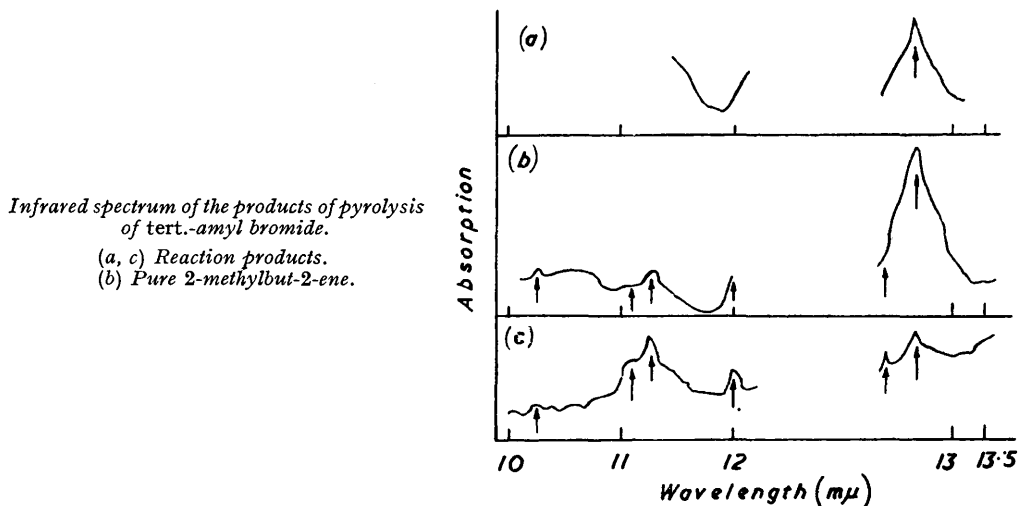 Infrared spectrum of the products of pyrolysis
of tert.-amyl bromide.
(a, c) Reaction products.
(b) Pure 2-methylbut-2-ene.
Absorption
(a)
(b)
(c)
10 11 12 13 13·5
Wavelength (mμ)